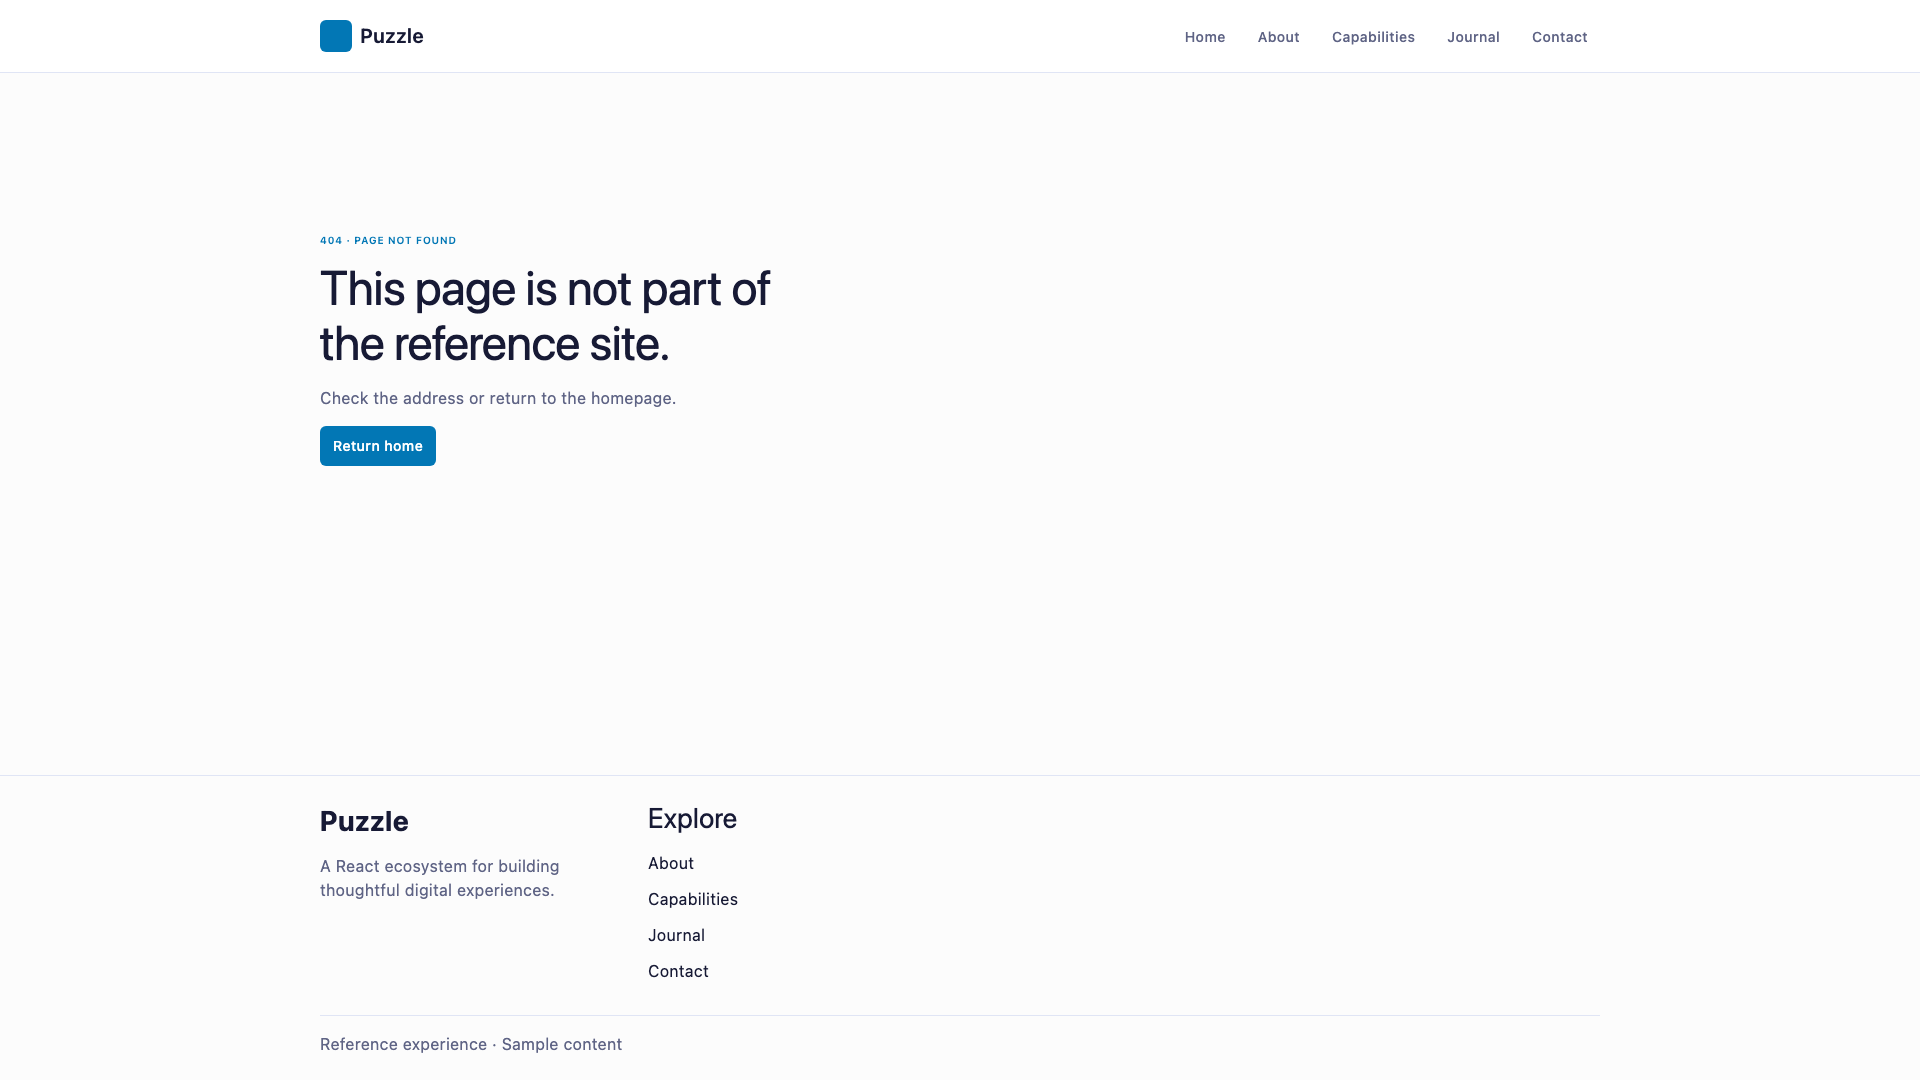 Puzzle
Home About Capabilities Journal Contact
404 · PAGE NOT FOUND
This page is not part of
the reference site.
Check the address or return to the homepage.
Return home
Puzzle
A React ecosystem for building
thoughtful digital experiences.
Explore
About
Capabilities
Journal
Contact
Reference experience · Sample content